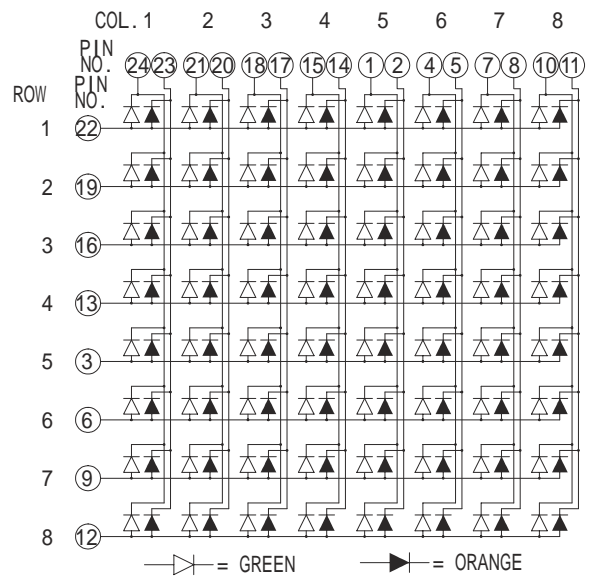 COL. 1 2 3 4 5 6 7 8
PIN
NO. 24 23 21 20 18 17 15 14 1 2 4 5 7 8 10 11
ROW PIN
NO.
1 22
2 19
3 16
4 13
5 3
6 6
7 9
8 12
= GREEN = ORANGE